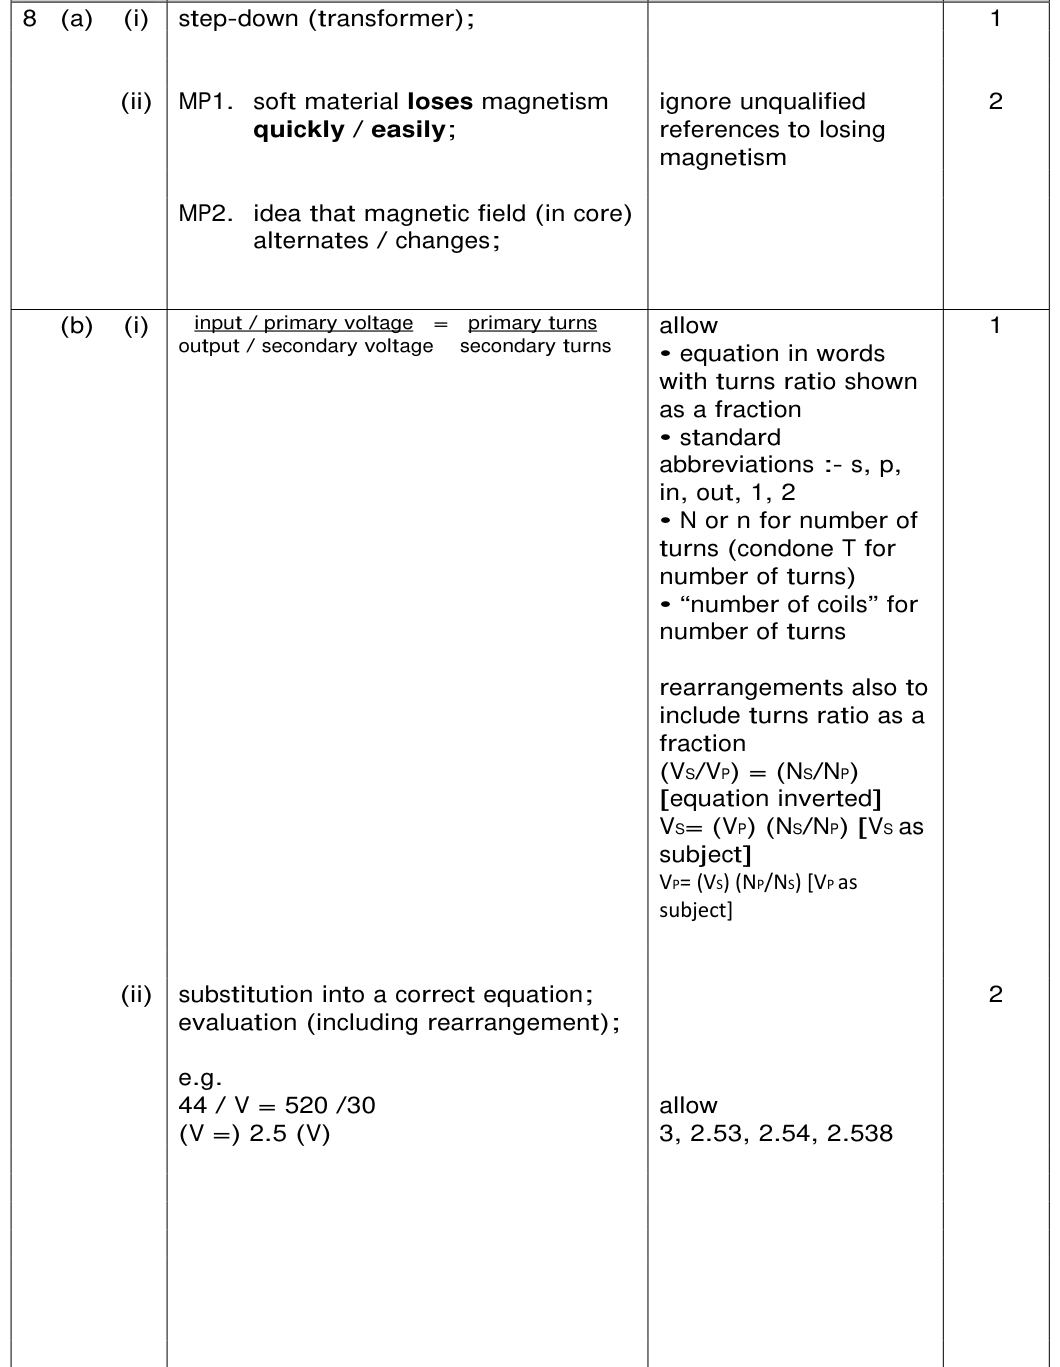 8 (a) (i) step-down (transformer); 1
(ii) MP1. soft material loses magnetism ignore unqualified 2
quickly / easily; references to losing
magnetism
MP2. idea that magnetic field (in core)
alternates / changes;
(b) (i) input / primary voltage = primary turns allow 1
output / secondary voltage secondary turns
• equation in words
with turns ratio shown
as a fraction
• standard
abbreviations :- s, p,
in, out, 1, 2
• N or n for number of
turns (condone T for
number of turns)
• “number of coils” for
number of turns
rearrangements also to
include turns ratio as a
fraction
(VS/VP) = (NS/NP)
[equation inverted]
VS= (VP) (NS/NP) [VS as
subject]
VP= (VS) (NP/NS) [VP as
subject]
(ii) substitution into a correct equation; 2
evaluation (including rearrangement);
e.g.
44 / V = 520 /30 allow
(V =) 2.5 (V) 3, 2.53, 2.54, 2.538